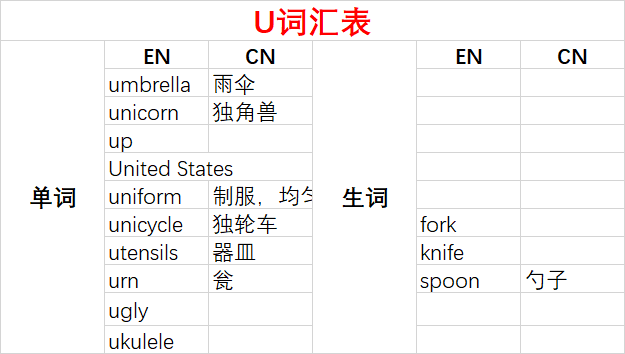 U词汇表
EN CN EN CN
umbrella 雨伞
unicorn 独角兽
up
United States
uniform 制服，均匀
单词 生词
unicycle 独轮车 fork
utensils 器皿 knife
urn 瓮 spoon 勺子
ugly
ukulele